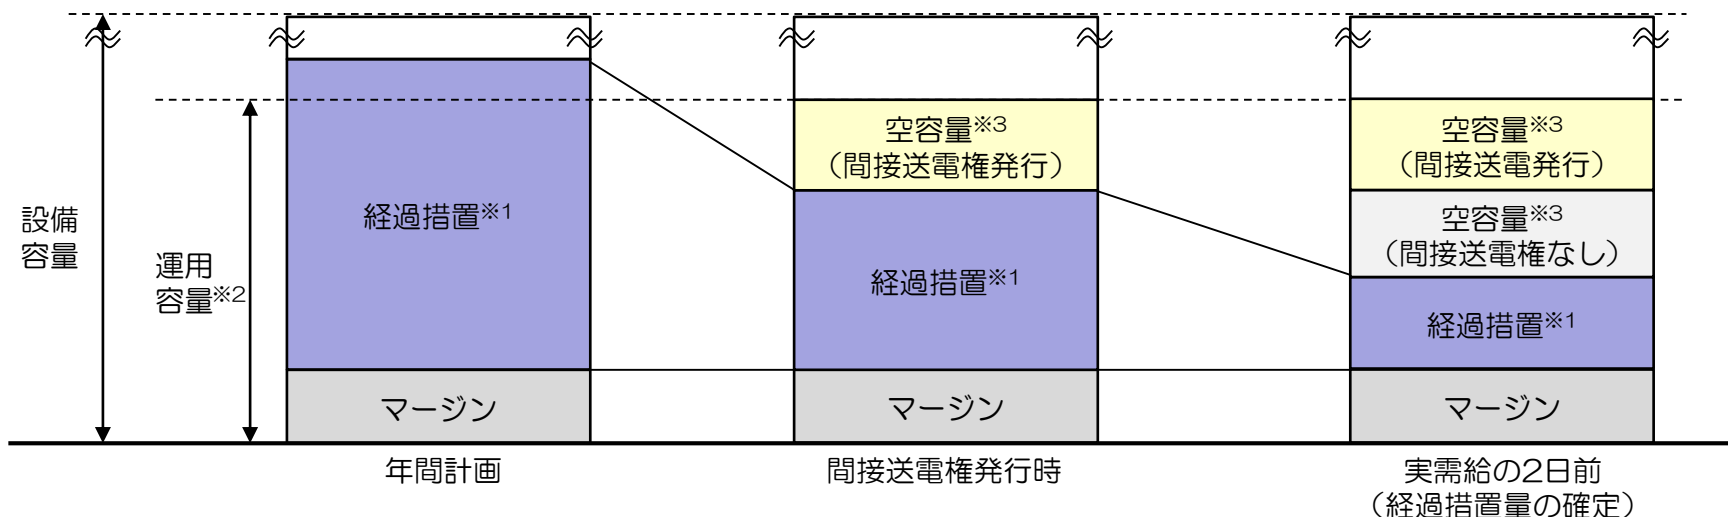 設備
容量
運用
容量※2
経過措置※1
マージン
年間計画
空容量※3
（間接送電権発行）
経過措置※1
マージン
間接送電権発行時
空容量※3
（間接送電発行）
空容量※3
（間接送電権なし）
経過措置※1
マージン
実需給の2日前
（経過措置量の確定）